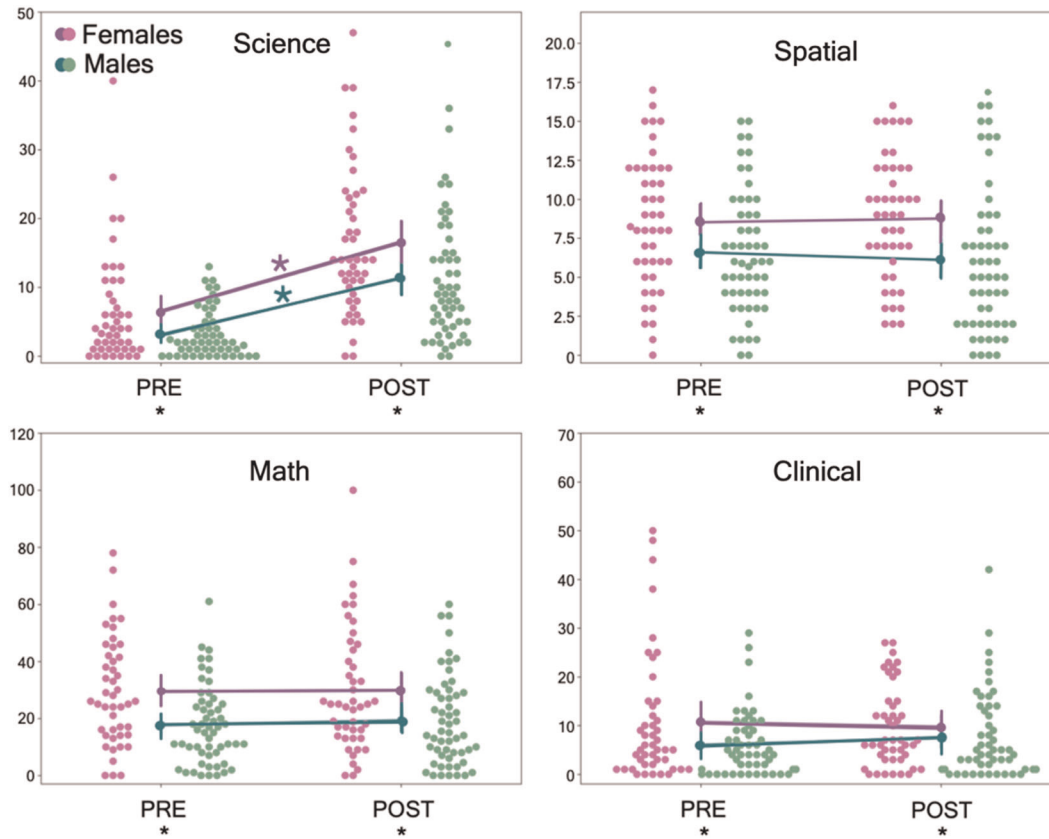 Females
Males
Science
50
40
30
20
10
0
*
*
PRE
POST
*
*
Spatial
20.0
17.5
15.0
12.5
10.0
7.5
5.0
2.5
0
PRE
POST
*
*
Math
120
100
80
60
40
20
0
PRE
POST
*
*
Clinical
70
60
50
40
30
20
10
0
PRE
POST
*
*